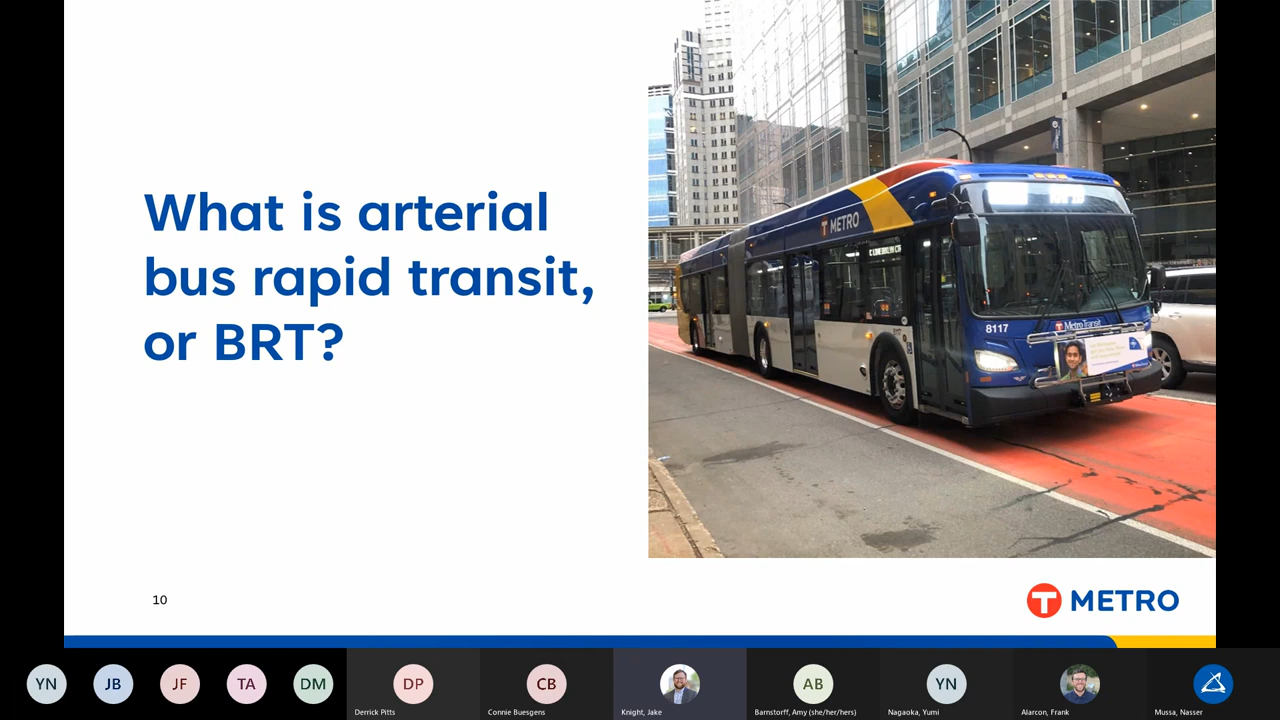 What is arterial
bus rapid transit,
or BRT?
T METRO
8117
MetroTransit
10
T METRO
YN
JB
JF
TA
DM
DP
CB
AB
YN
Derrick Pitts
Connie Buesgens
Knight, Jake
Barnstorff, Amy (she/her/hers)
Nagaoka, Yumi
Alarcon, Frank
Mussa, Nasser